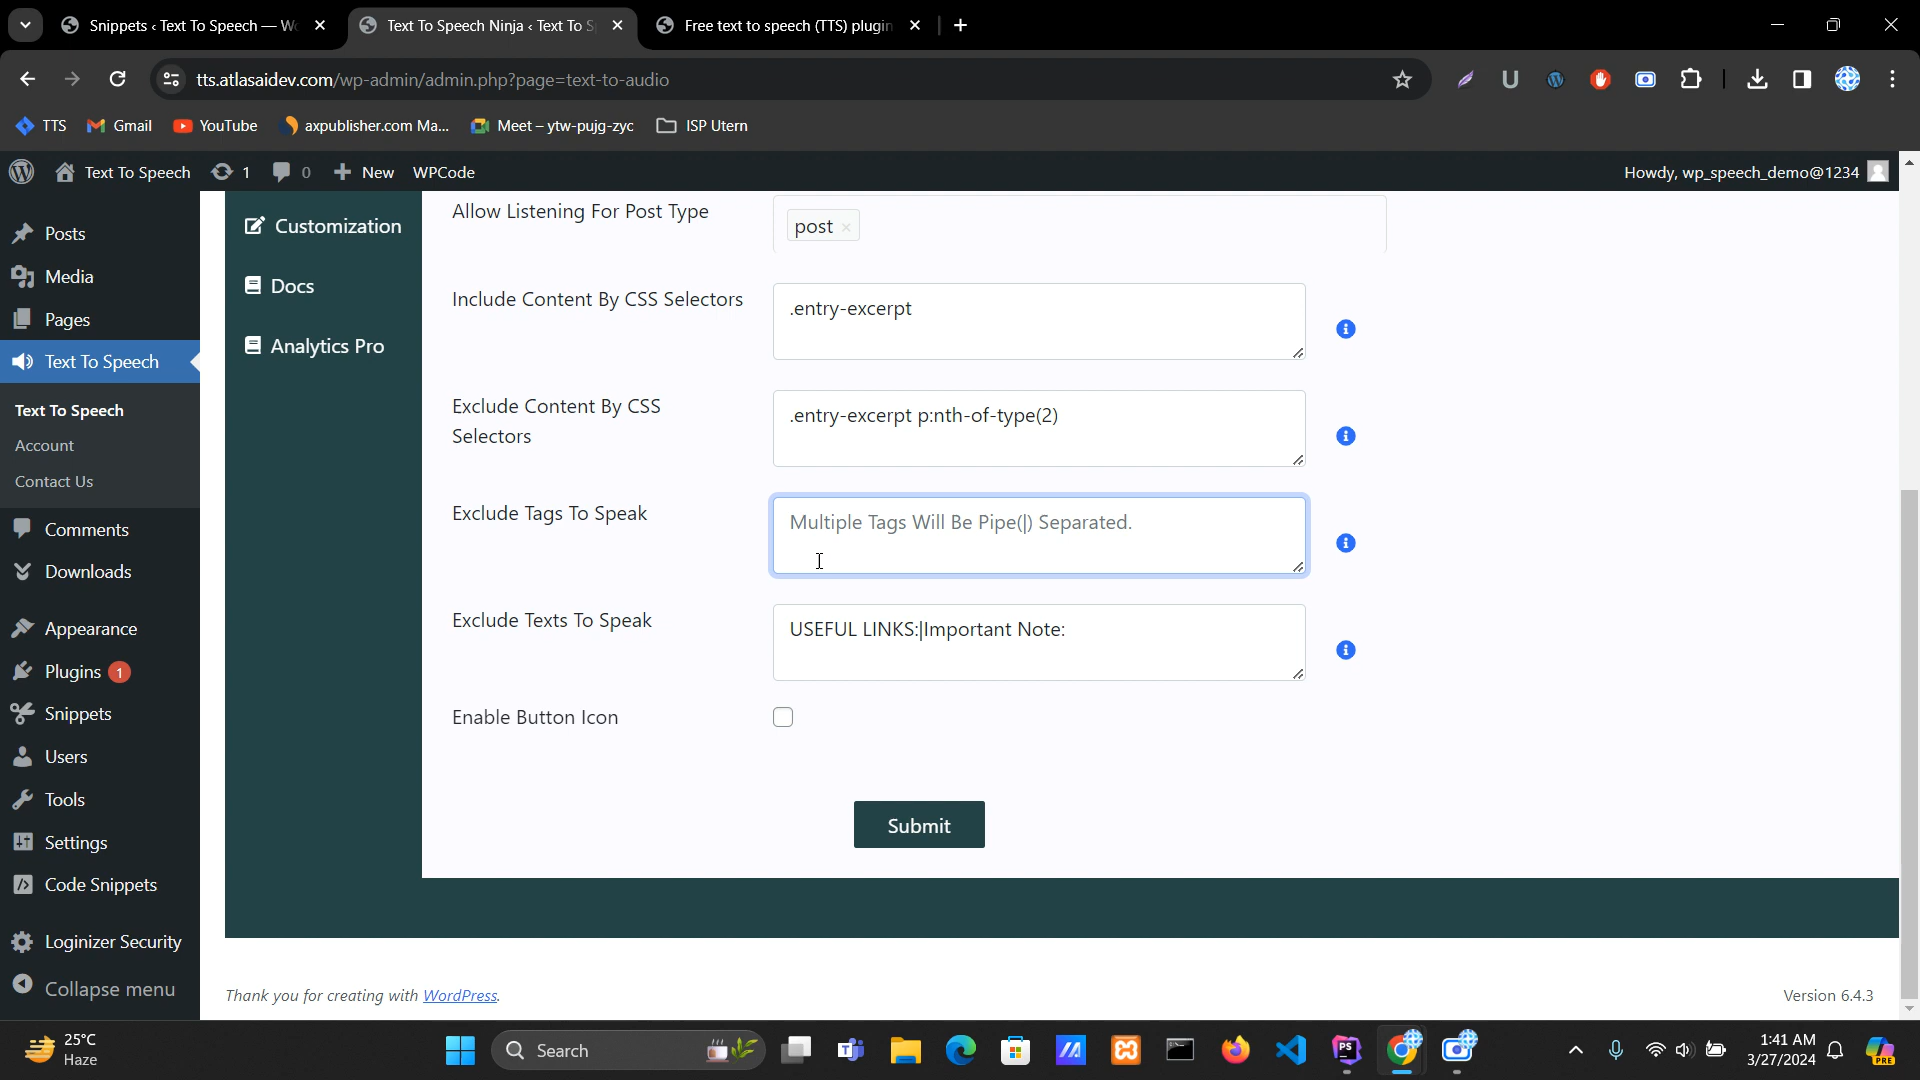 Snippets ‹ Text To Speech — W
Text To Speech Ninja ‹ Text To S
Free text to speech (TTS) plugin
tts.atlasaidev.com/wp-admin/admin.php?page=text-to-audio
TTS
Gmail
YouTube
axpublisher.com Ma...
Meet – ytw-pujg-zyc
ISP Utern
Text To Speech
1
0
New
WPCode
Howdy, wp_speech_demo@1234
Posts
Media
Pages
Text To Speech
Text To Speech
Account
Contact Us
Comments
Downloads
Appearance
Plugins 1
Snippets
Users
Tools
Settings
Code Snippets
Loginizer Security
Collapse menu
Customization
Docs
Analytics Pro
Allow Listening For Post Type
post ×
Include Content By CSS Selectors
.entry-excerpt
Exclude Content By CSS
Selectors
.entry-excerpt p:nth-of-type(2)
Exclude Tags To Speak
Multiple Tags Will Be Pipe(|) Separated.
Exclude Texts To Speak
USEFUL LINKS:|Important Note:
Enable Button Icon
Submit
Thank you for creating with WordPress.
Version 6.4.3
25°C
Haze
Search
PS
1:41 AM
3/27/2024
PRE